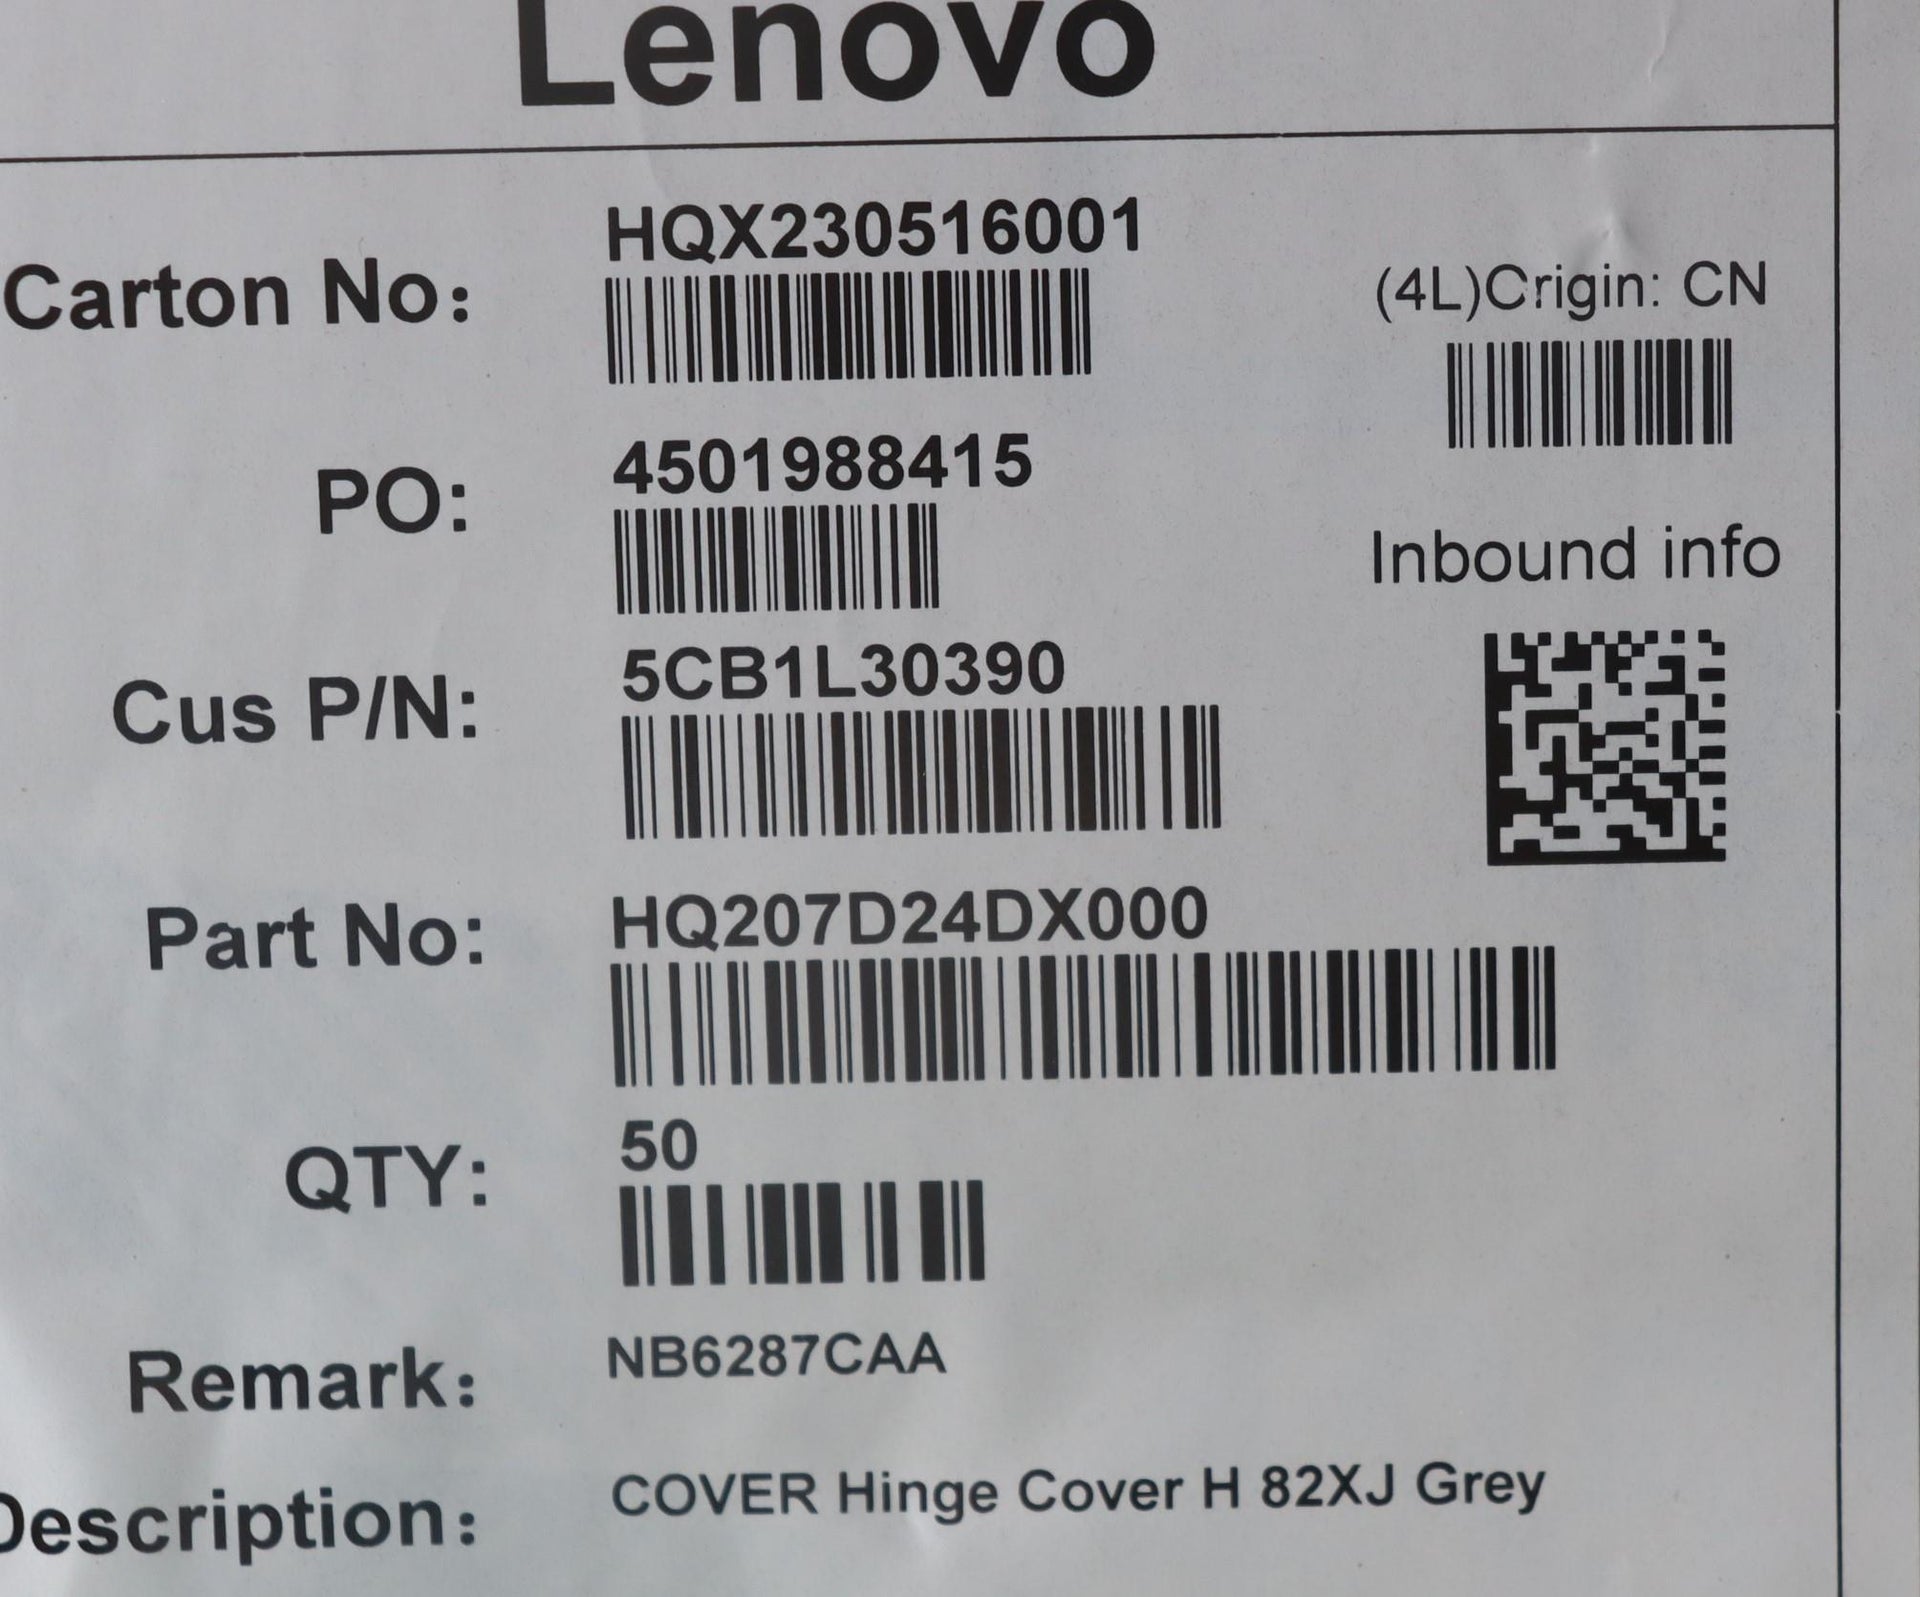 Lenovo
Carton No: HQX230516001
(4L)Crigin: CN
PO: 4501988415
Inbound info
Cus P/N: 5CB1L30390
Part No: HQ207D24DX000
QTY: 50
Remark: NB6287CAA
Description: COVER Hinge Cover H 82XJ Grey